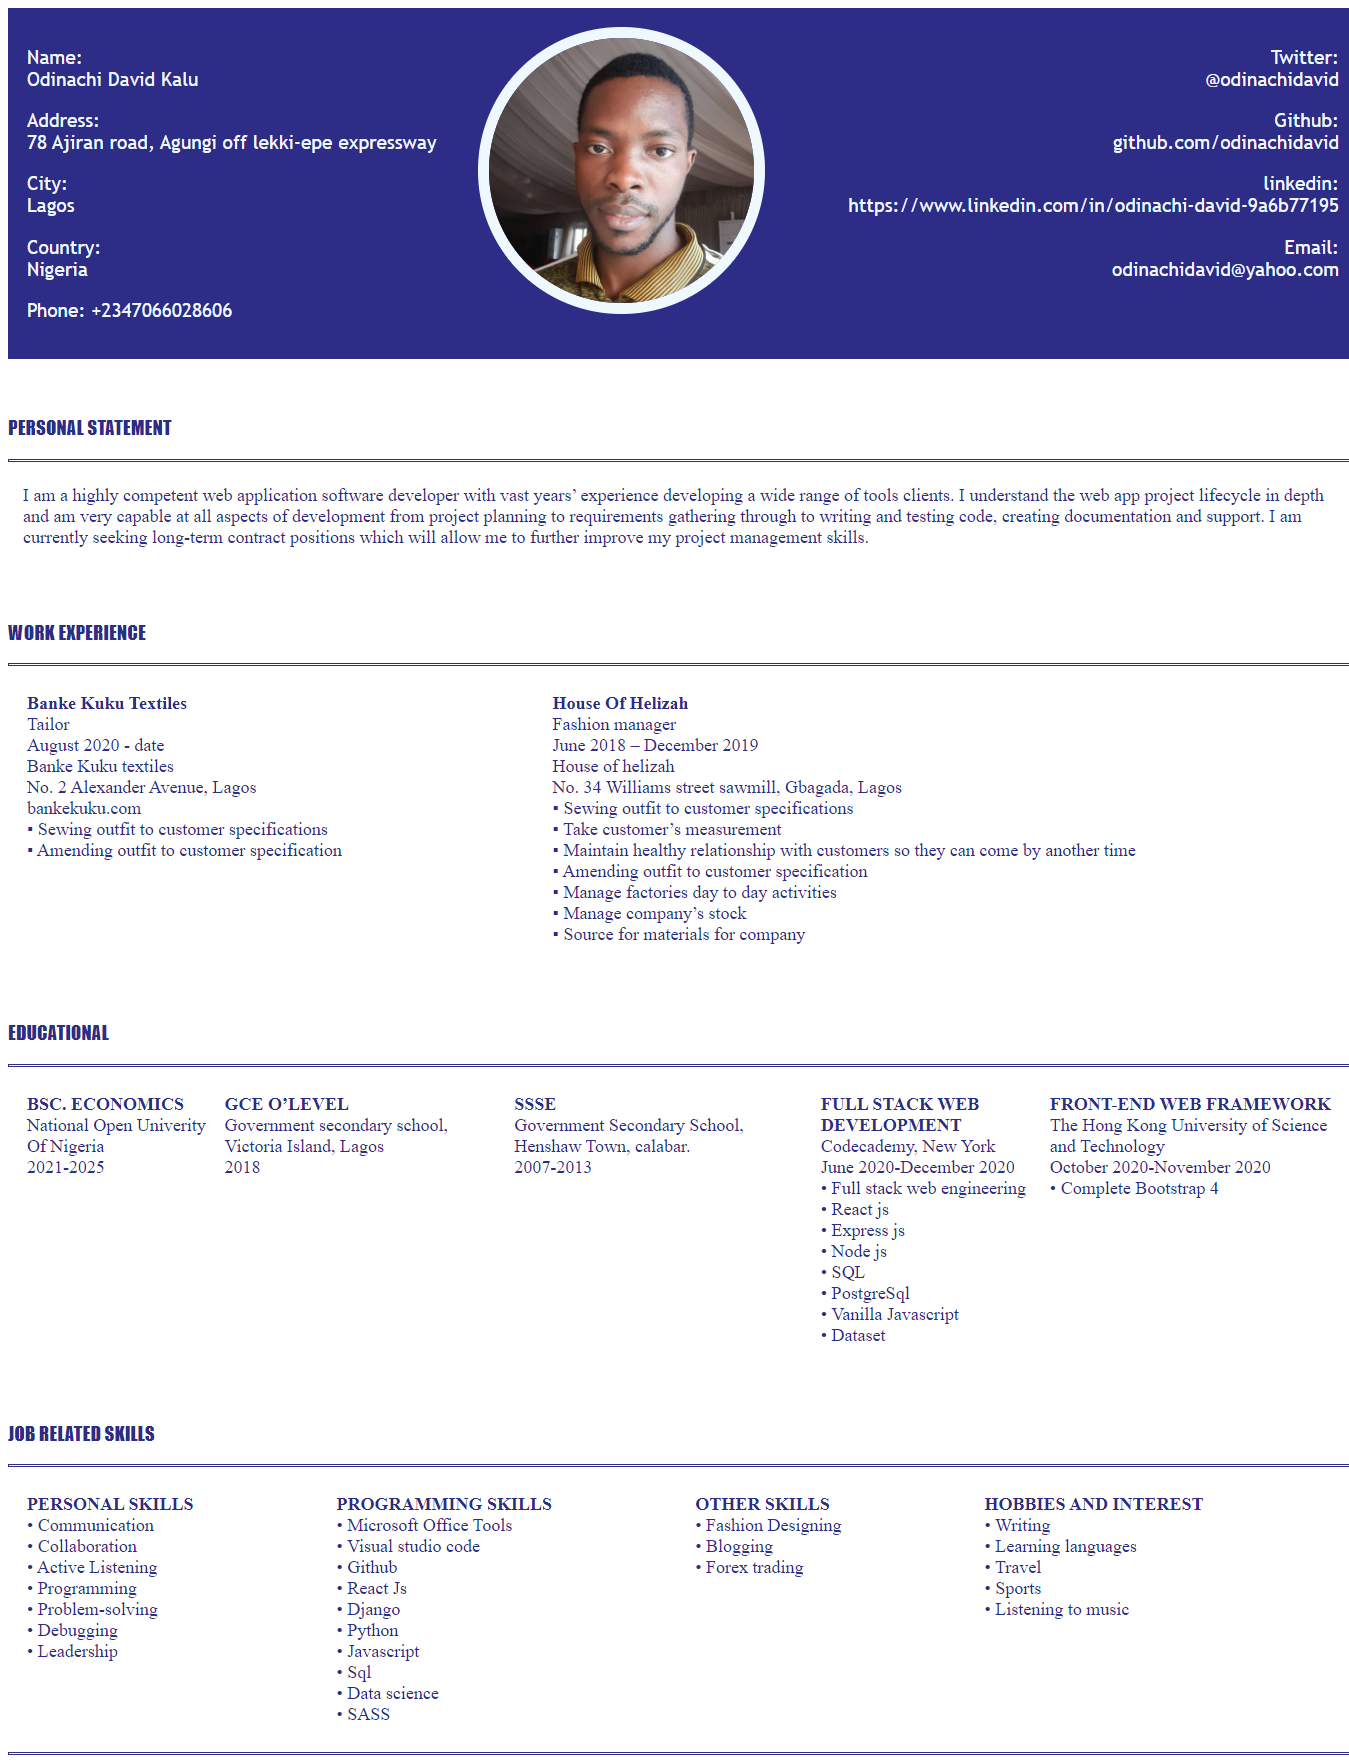 Name:
Odinachi David Kalu
Address:
78 Ajiran road, Agungi off lekki-epe expressway
City:
Lagos
Country:
Nigeria
Phone: +2347066028606
Twitter:
@odinachidavid
Github:
github.com/odinachidavid
linkedin:
https://www.linkedin.com/in/odinachi-david-9a6b77195
Email:
odinachidavid@yahoo.com
PERSONAL STATEMENT
I am a highly competent web application software developer with vast years’ experience developing a wide range of tools clients. I understand the web app project lifecycle in depth
and am very capable at all aspects of development from project planning to requirements gathering through to writing and testing code, creating documentation and support. I am
currently seeking long-term contract positions which will allow me to further improve my project management skills.
WORK EXPERIENCE
Banke Kuku Textiles
Tailor
August 2020 - date
Banke Kuku textiles
No. 2 Alexander Avenue, Lagos
bankekuku.com
▪ Sewing outfit to customer specifications
▪ Amending outfit to customer specification
House Of Helizah
Fashion manager
June 2018 – December 2019
House of helizah
No. 34 Williams street sawmill, Gbagada, Lagos
▪ Sewing outfit to customer specifications
▪ Take customer’s measurement
▪ Maintain healthy relationship with customers so they can come by another time
▪ Amending outfit to customer specification
▪ Manage factories day to day activities
▪ Manage company’s stock
▪ Source for materials for company
EDUCATIONAL
BSC. ECONOMICS
National Open Univerity
Of Nigeria
2021-2025
GCE O’LEVEL
Government secondary school,
Victoria Island, Lagos
2018
SSSE
Government Secondary School,
Henshaw Town, calabar.
2007-2013
FULL STACK WEB
DEVELOPMENT
Codecademy, New York
June 2020-December 2020
• Full stack web engineering
• React js
• Express js
• Node js
• SQL
• PostgreSql
• Vanilla Javascript
• Dataset
FRONT-END WEB FRAMEWORK
The Hong Kong University of Science
and Technology
October 2020-November 2020
• Complete Bootstrap 4
JOB RELATED SKILLS
PERSONAL SKILLS
• Communication
• Collaboration
• Active Listening
• Programming
• Problem-solving
• Debugging
• Leadership
PROGRAMMING SKILLS
• Microsoft Office Tools
• Visual studio code
• Github
• React Js
• Django
• Python
• Javascript
• Sql
• Data science
• SASS
OTHER SKILLS
• Fashion Designing
• Blogging
• Forex trading
HOBBIES AND INTEREST
• Writing
• Learning languages
• Travel
• Sports
• Listening to music